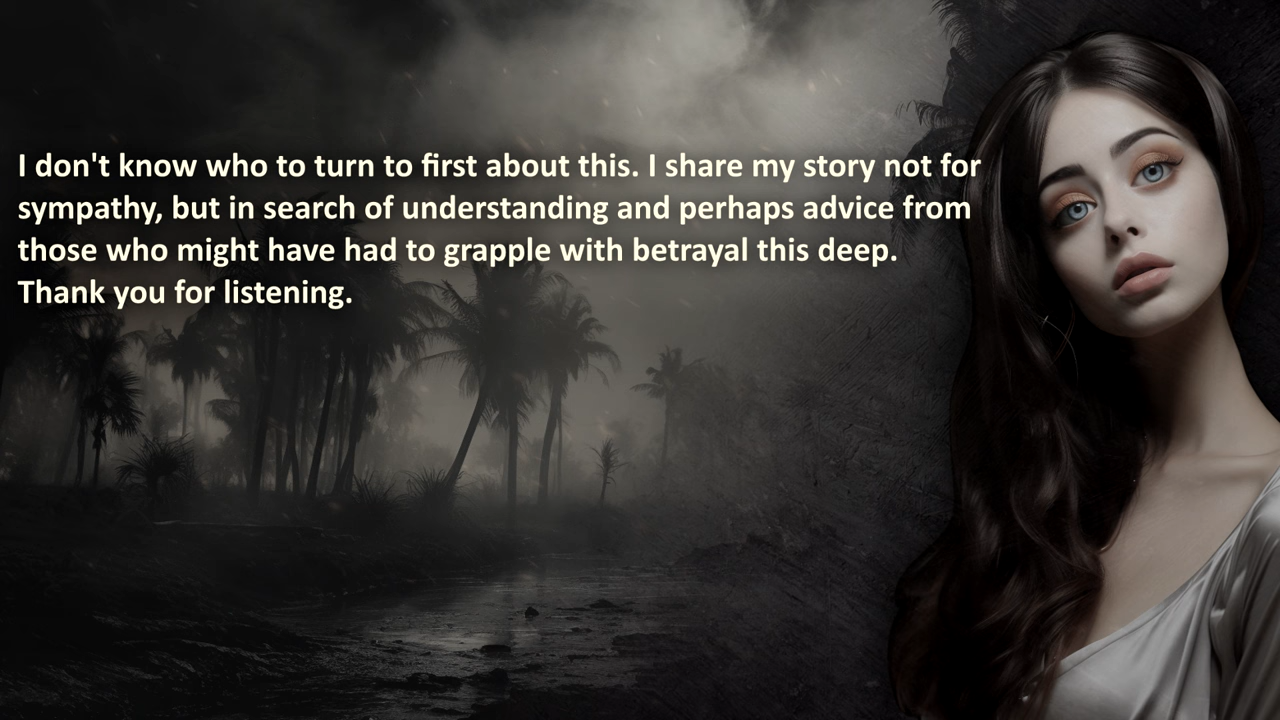 I don't know who to turn to first about this. I share my story not for
sympathy, but in search of understanding and perhaps advice from
those who might have had to grapple with betrayal this deep.
Thank you for listening.